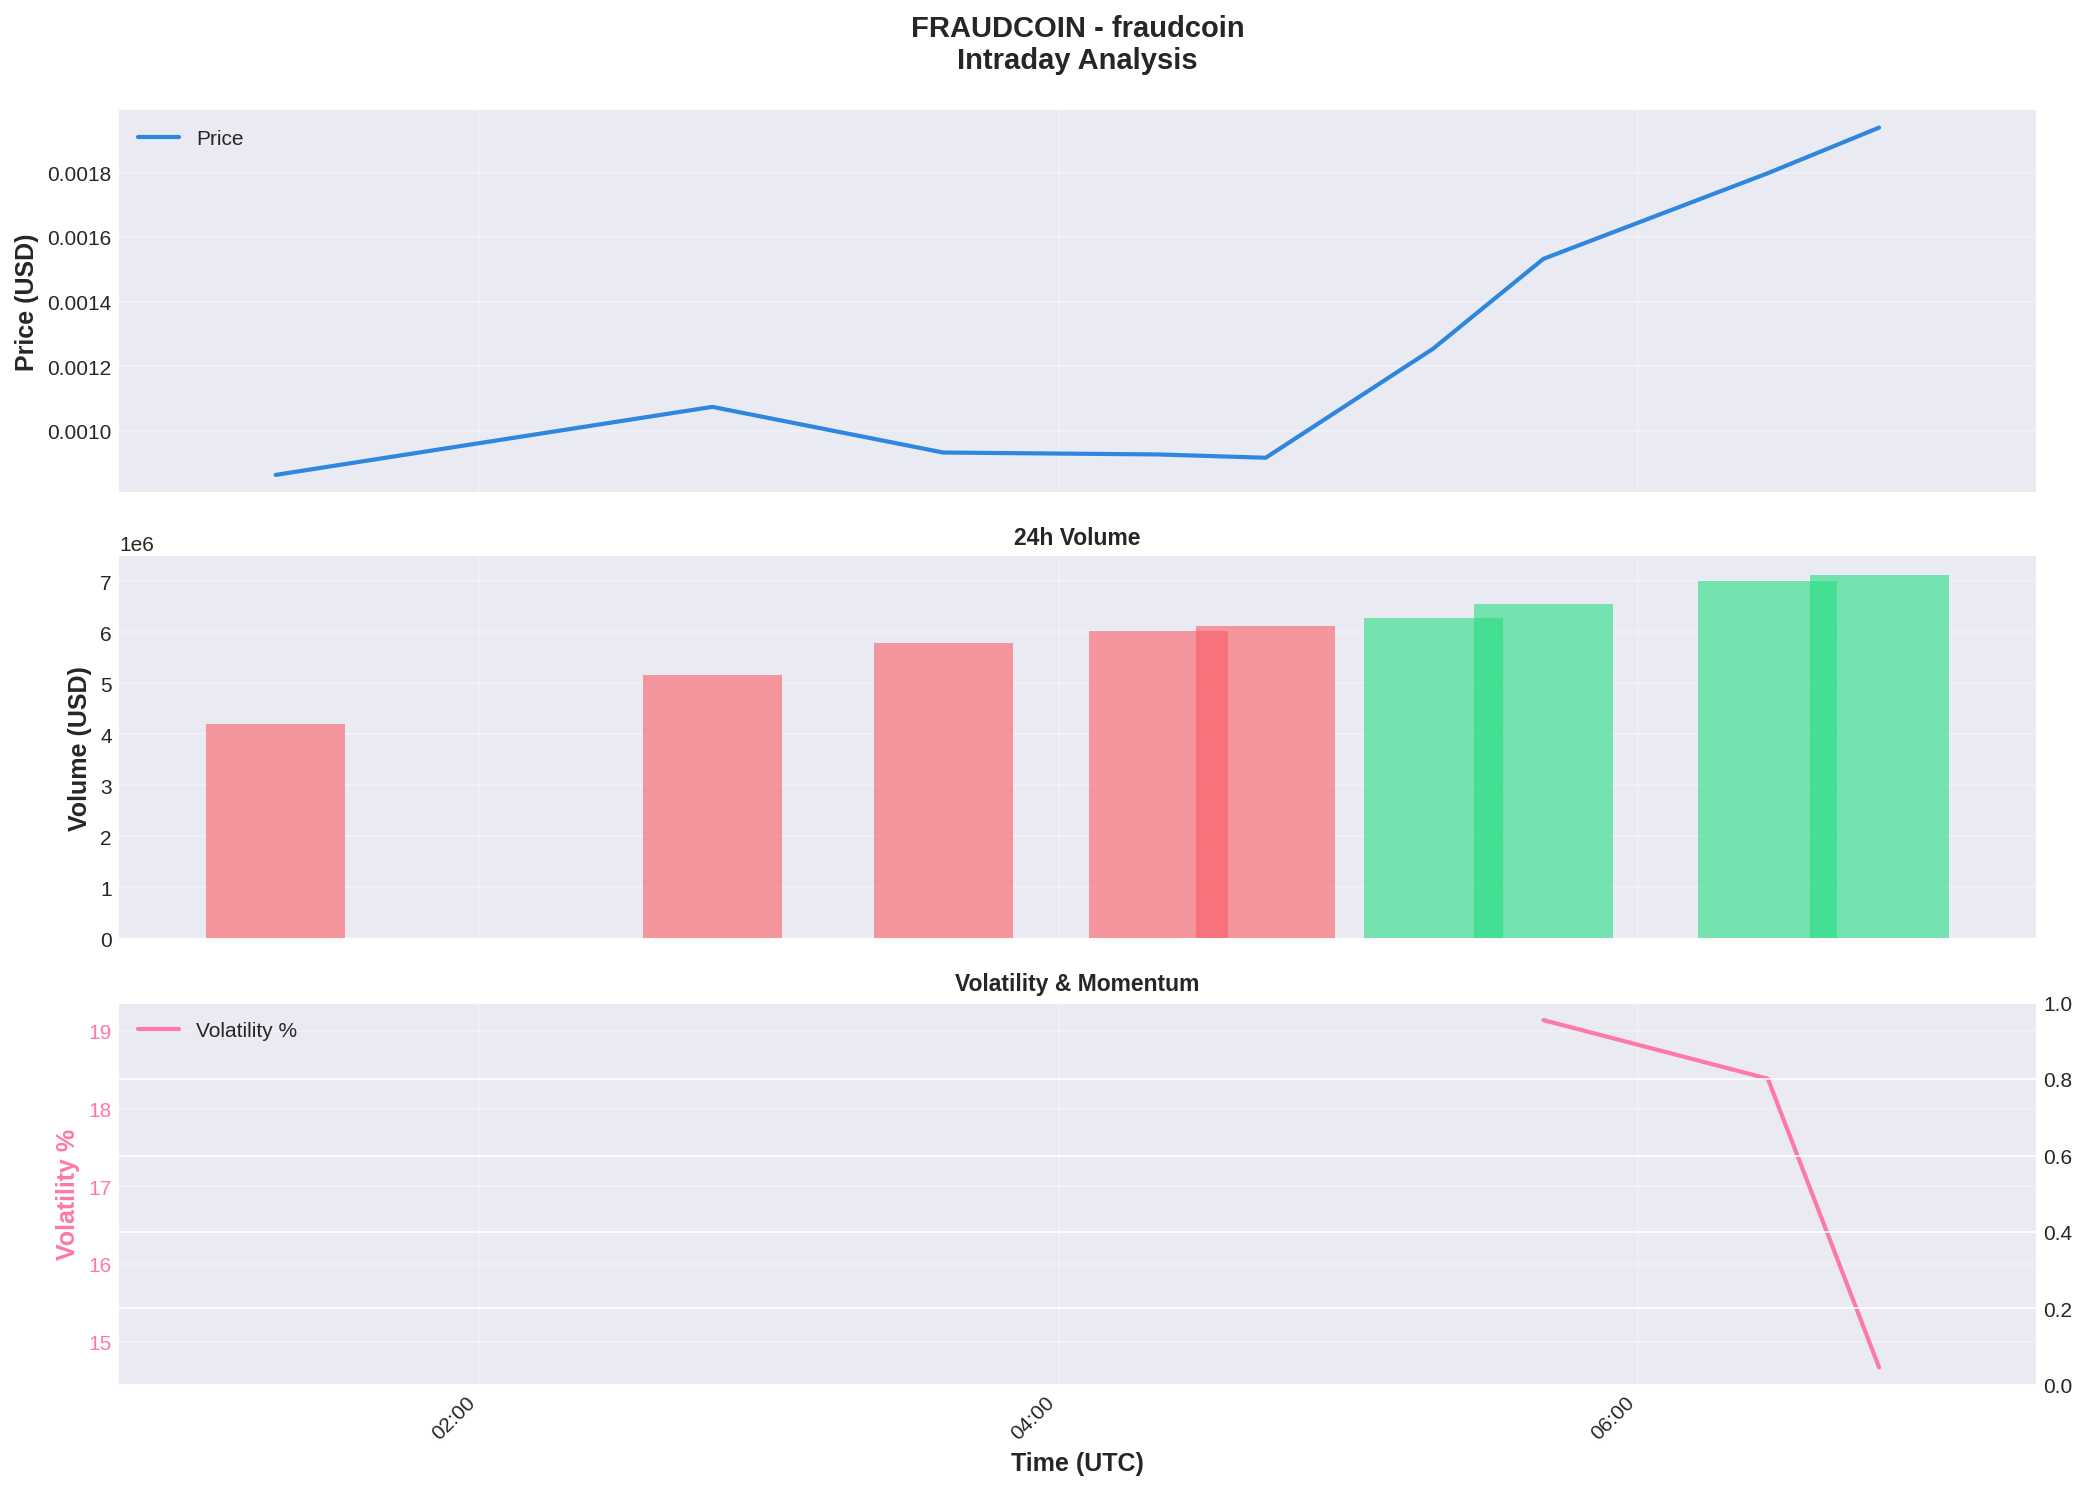 FRAUDCOIN - fraudcoin
Intraday Analysis
Price
Price (USD)
0.0018
0.0016
0.0014
0.0012
0.0010
24h Volume
1e6
Volume (USD)
7
6
5
4
3
2
1
0
Volatility & Momentum
Volatility %
Volatility %
19
18
17
16
15
1.0
0.8
0.6
0.4
0.2
0.0
02:00
04:00
06:00
Time (UTC)